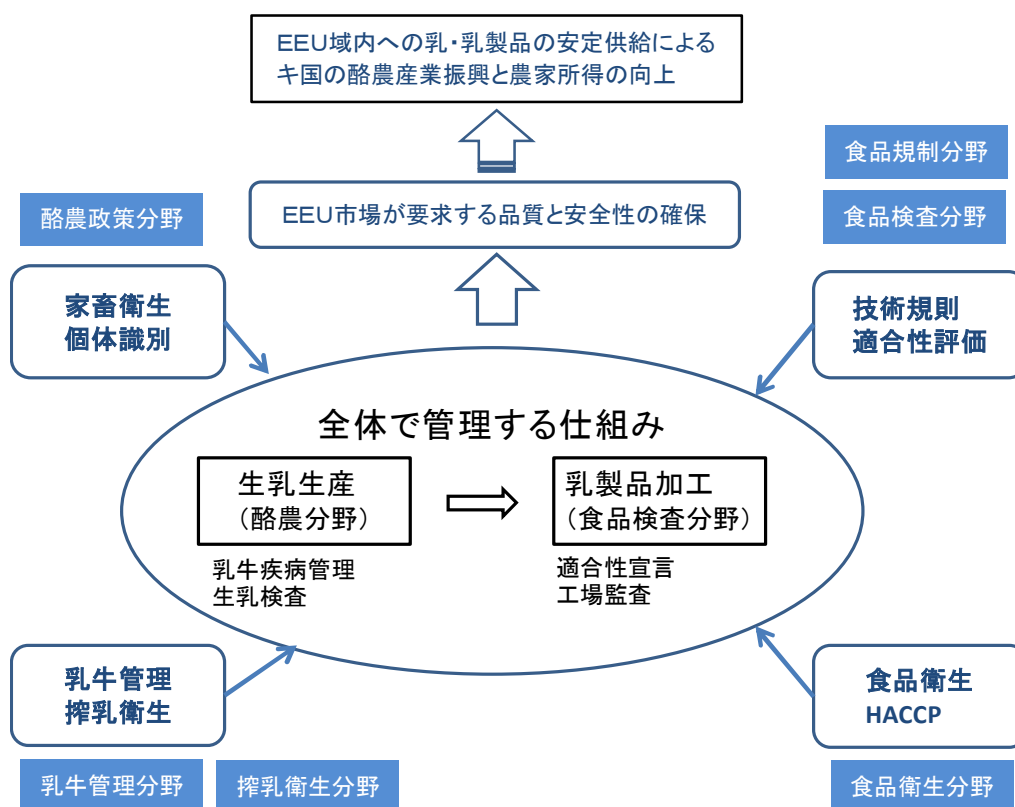 EEU域内への乳・乳製品の安定供給による
キ国の酪農産業振興と農家所得の向上
食品規制分野
酪農政策分野
EEU市場が要求する品質と安全性の確保
食品検査分野
家畜衛生
個体識別
技術規則
適合性評価
全体で管理する仕組み
生乳生産
（酪農分野）
乳製品加工
（食品検査分野）
乳牛疾病管理
生乳検査
適合性宣言
工場監査
乳牛管理
搾乳衛生
食品衛生
HACCP
乳牛管理分野
搾乳衛生分野
食品衛生分野